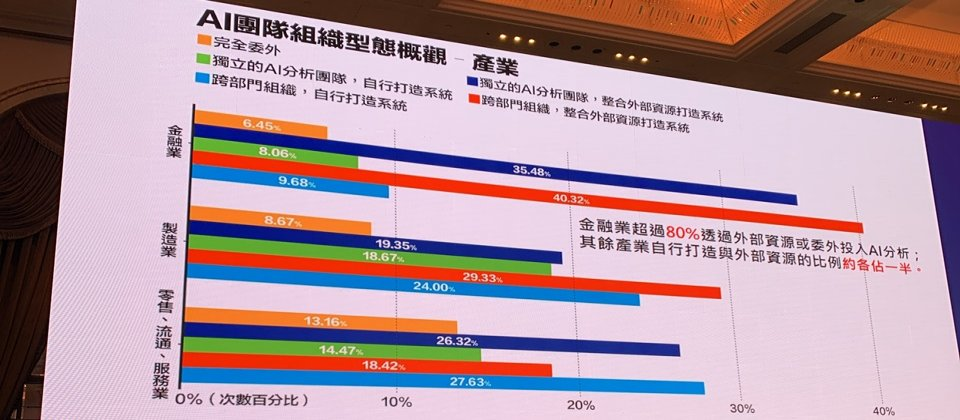 AI團隊組織型態概觀 - 產業
完全委外
獨立的AI分析團隊，自行打造系統
獨立的AI分析團隊，整合外部資源打造系統
跨部門組織，自行打造系統
跨部門組織，整合外部資源打造系統
金融業
6.45%
35.48%
8.06%
40.32%
9.68%
金融業超過80%透過外部資源或委外投入AI分析；
其餘產業自行打造與外部資源的比例約各佔一半。
製造業
8.67%
19.35%
18.67%
29.33%
24.00%
零售、流通、服務業
13.16%
26.32%
14.47%
18.42%
27.63%
0%（次數百分比） 10% 20% 30% 40%